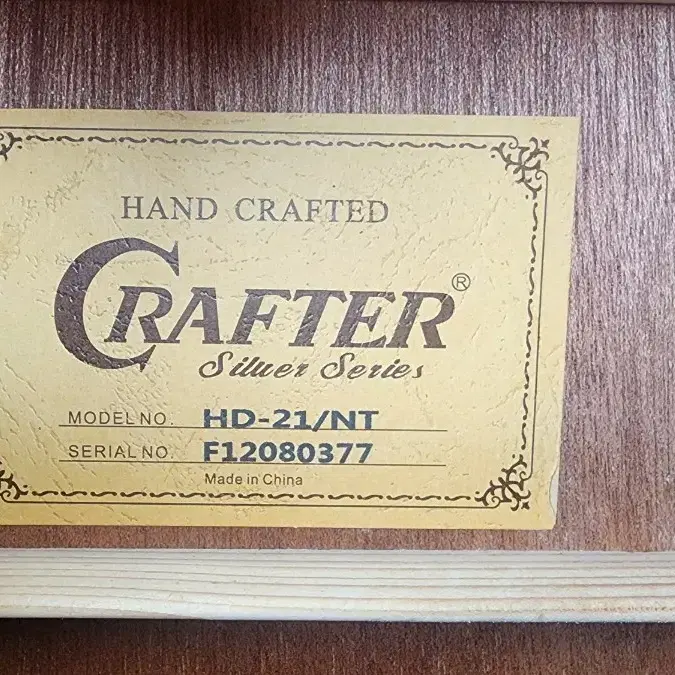 HAND CRAFTED
CRAFTER®
Silver Series
MODEL NO. HD-21/NT
SERIAL NO. F12080377
Made in China